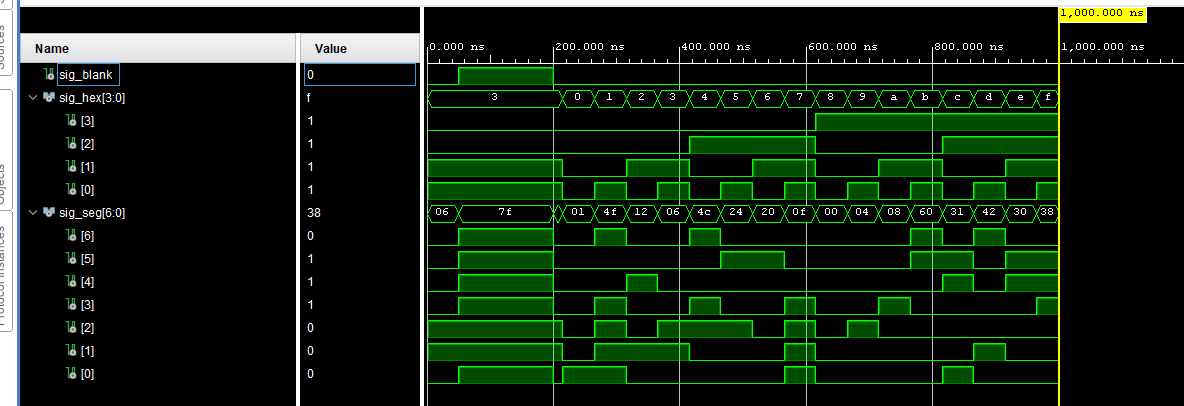 1,000.000 ns
Sources
Name Value
0.000 ns 200.000 ns 400.000 ns 600.000 ns 800.000 ns 1,000.000 ns
sig_blank 0
sig_hex[3:0] f 3 0 1 2 3 4 5 6 7 8 9 a b c d e f
[3] 1
[2] 1
[1] 1
[0] 1
Objects
sig_seg[6:0] 38 06 7f 01 4f 12 06 4c 24 20 0f 00 04 08 60 31 42 30 38
[6] 0
[5] 1
[4] 1
[3] 1
[2] 0
[1] 0
[0] 0
Protocol Instances